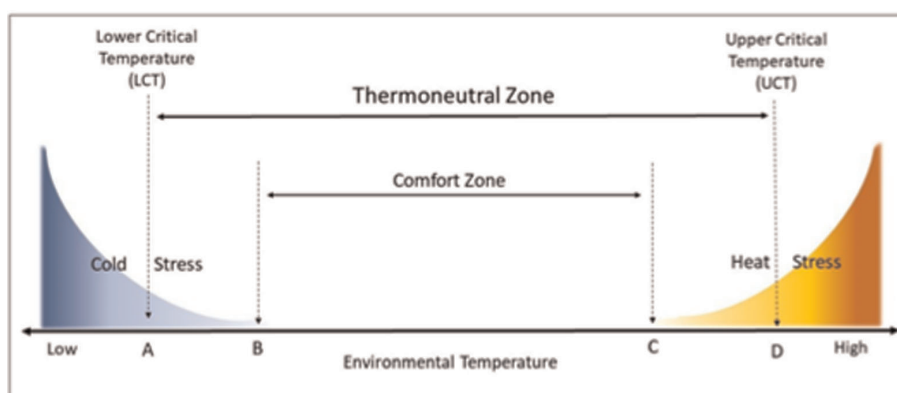 Lower Critical
Temperature
(LCT)
Upper Critical
Temperature
(UCT)
Thermoneutral Zone
Comfort Zone
Cold Stress
Heat Stress
Low A B C D High
Environmental Temperature